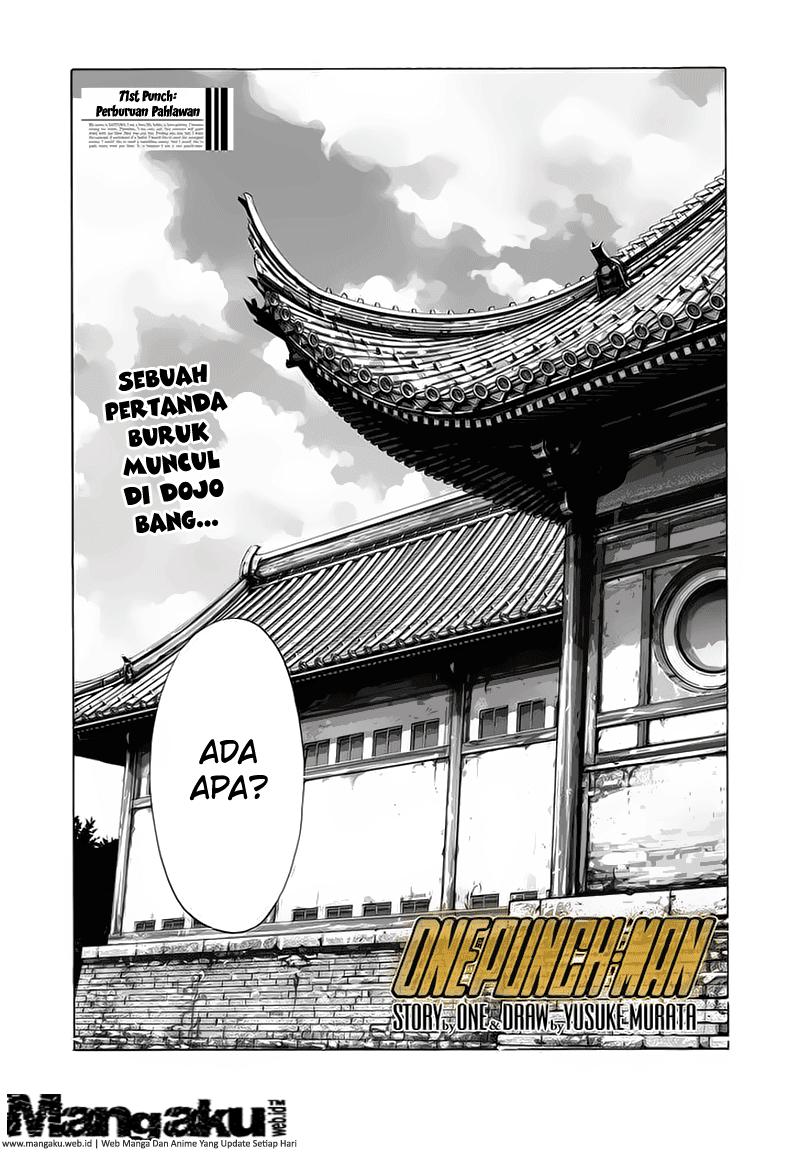 71st Punch:
Perburuan Pahlawan
SEBUAH
PERTANDA
BURUK
MUNCUL
DI DOJO
BANG...
ADA
APA?
ONE PUNCH-MAN
STORY by ONE & DRAW by YUSUKE MURATA
Mangaku web.id™
www.mangaku.web.id | Web Manga Dan Anime Yang Update Setiap Hari